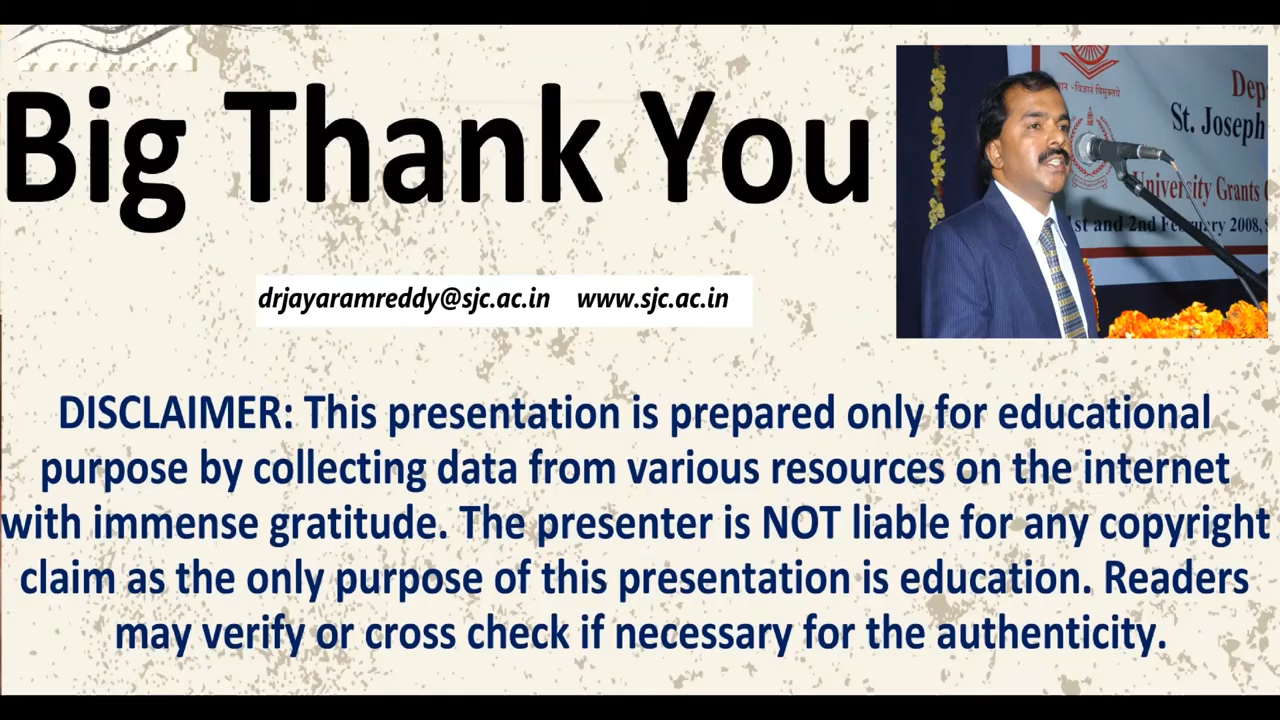 Big Thank You
drjayaramreddy@sjc.ac.in www.sjc.ac.in
विज्ञानं विमुक्तये
Dep
St. Joseph
University Grants
1st and 2nd February 2008,
DISCLAIMER: This presentation is prepared only for educational
purpose by collecting data from various resources on the internet
with immense gratitude. The presenter is NOT liable for any copyright
claim as the only purpose of this presentation is education. Readers
may verify or cross check if necessary for the authenticity.